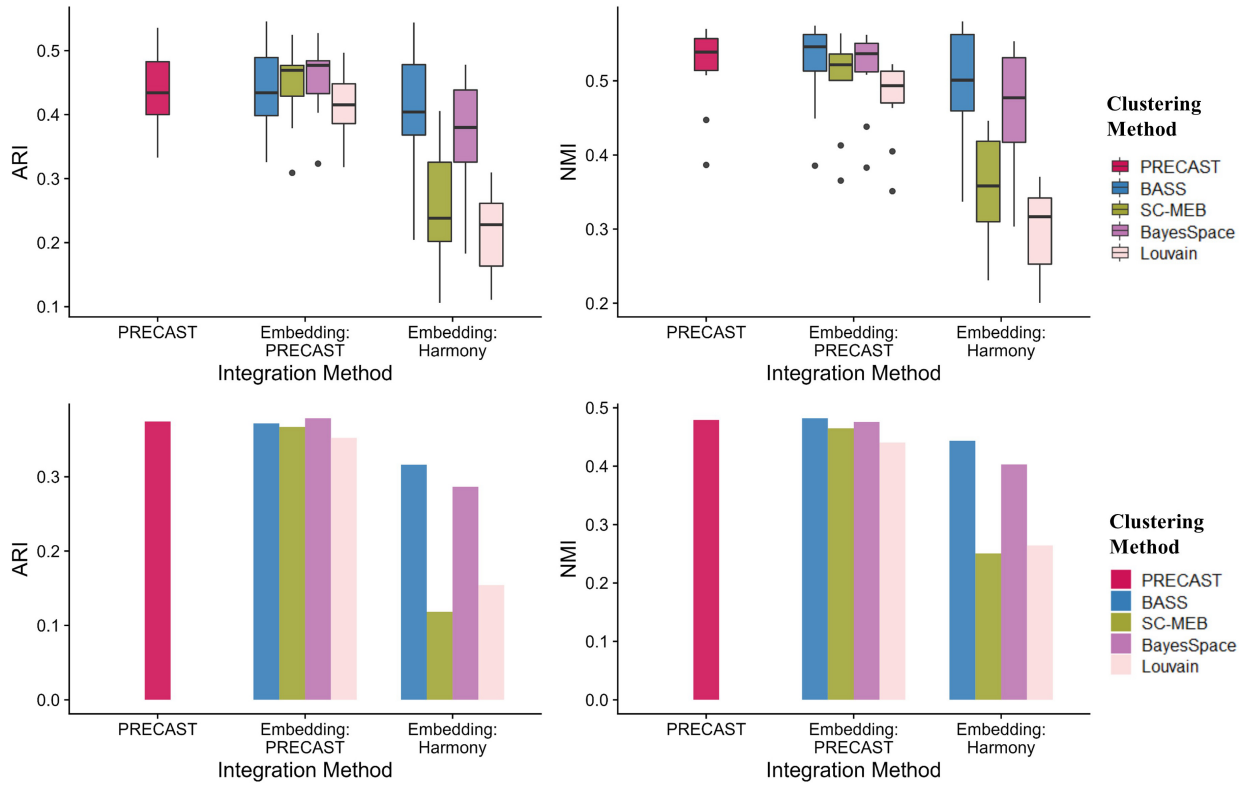 ARI
0.5
0.4
0.3
0.2
0.1
PRECAST
Embedding:
PRECAST
Embedding:
Harmony
Integration Method
NMI
0.5
0.4
0.3
0.2
PRECAST
Embedding:
PRECAST
Embedding:
Harmony
Integration Method
Clustering
Method
PRECAST
BASS
SC-MEB
BayesSpace
Louvain
ARI
0.3
0.2
0.1
0.0
PRECAST
Embedding:
PRECAST
Embedding:
Harmony
Integration Method
NMI
0.5
0.4
0.3
0.2
0.1
0.0
PRECAST
Embedding:
PRECAST
Embedding:
Harmony
Integration Method
Clustering
Method
PRECAST
BASS
SC-MEB
BayesSpace
Louvain